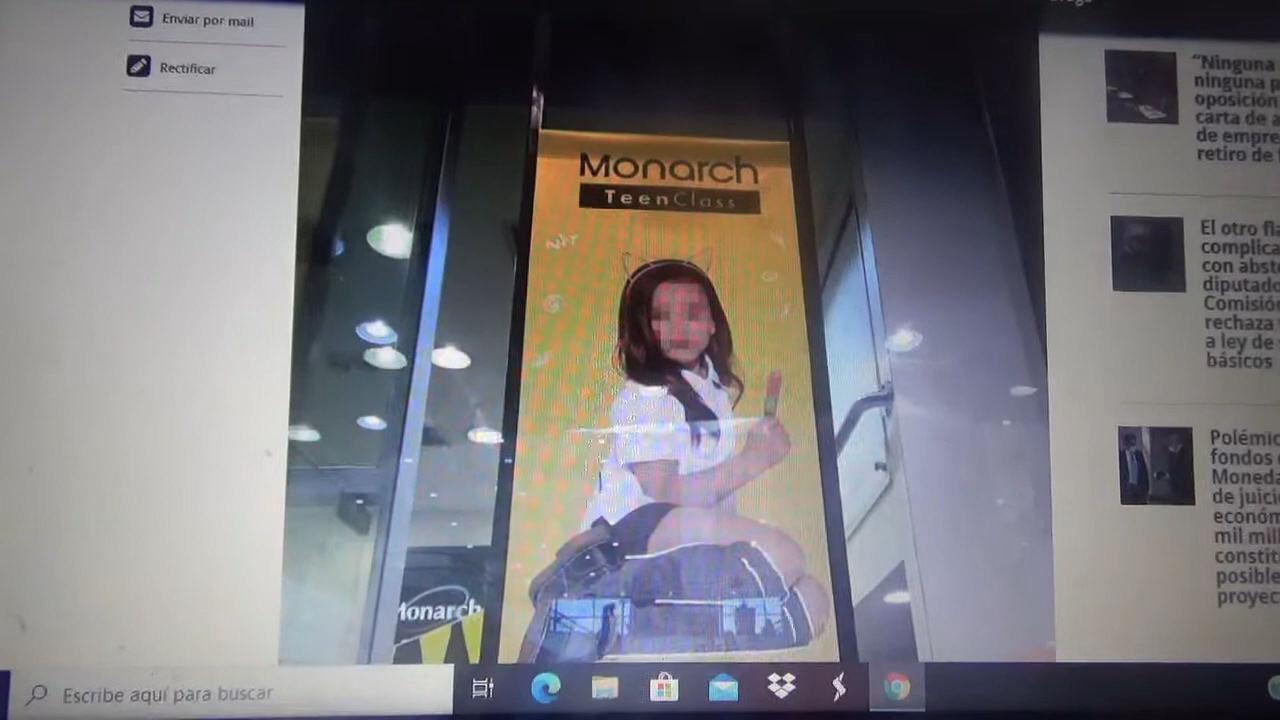 Enviar por mail
Rectificar
Monarch
TeenClass
Monarch
"Ninguna
ninguna p
oposición
carta de a
de empre
retiro de
El otro fla
complica
con abst
diputado
Comisió
rechaza
a ley de
básicos
Polémic
fondos
Moneda
de juici
económ
mil mill
constit
posible
proyec
Escribe aquí para buscar